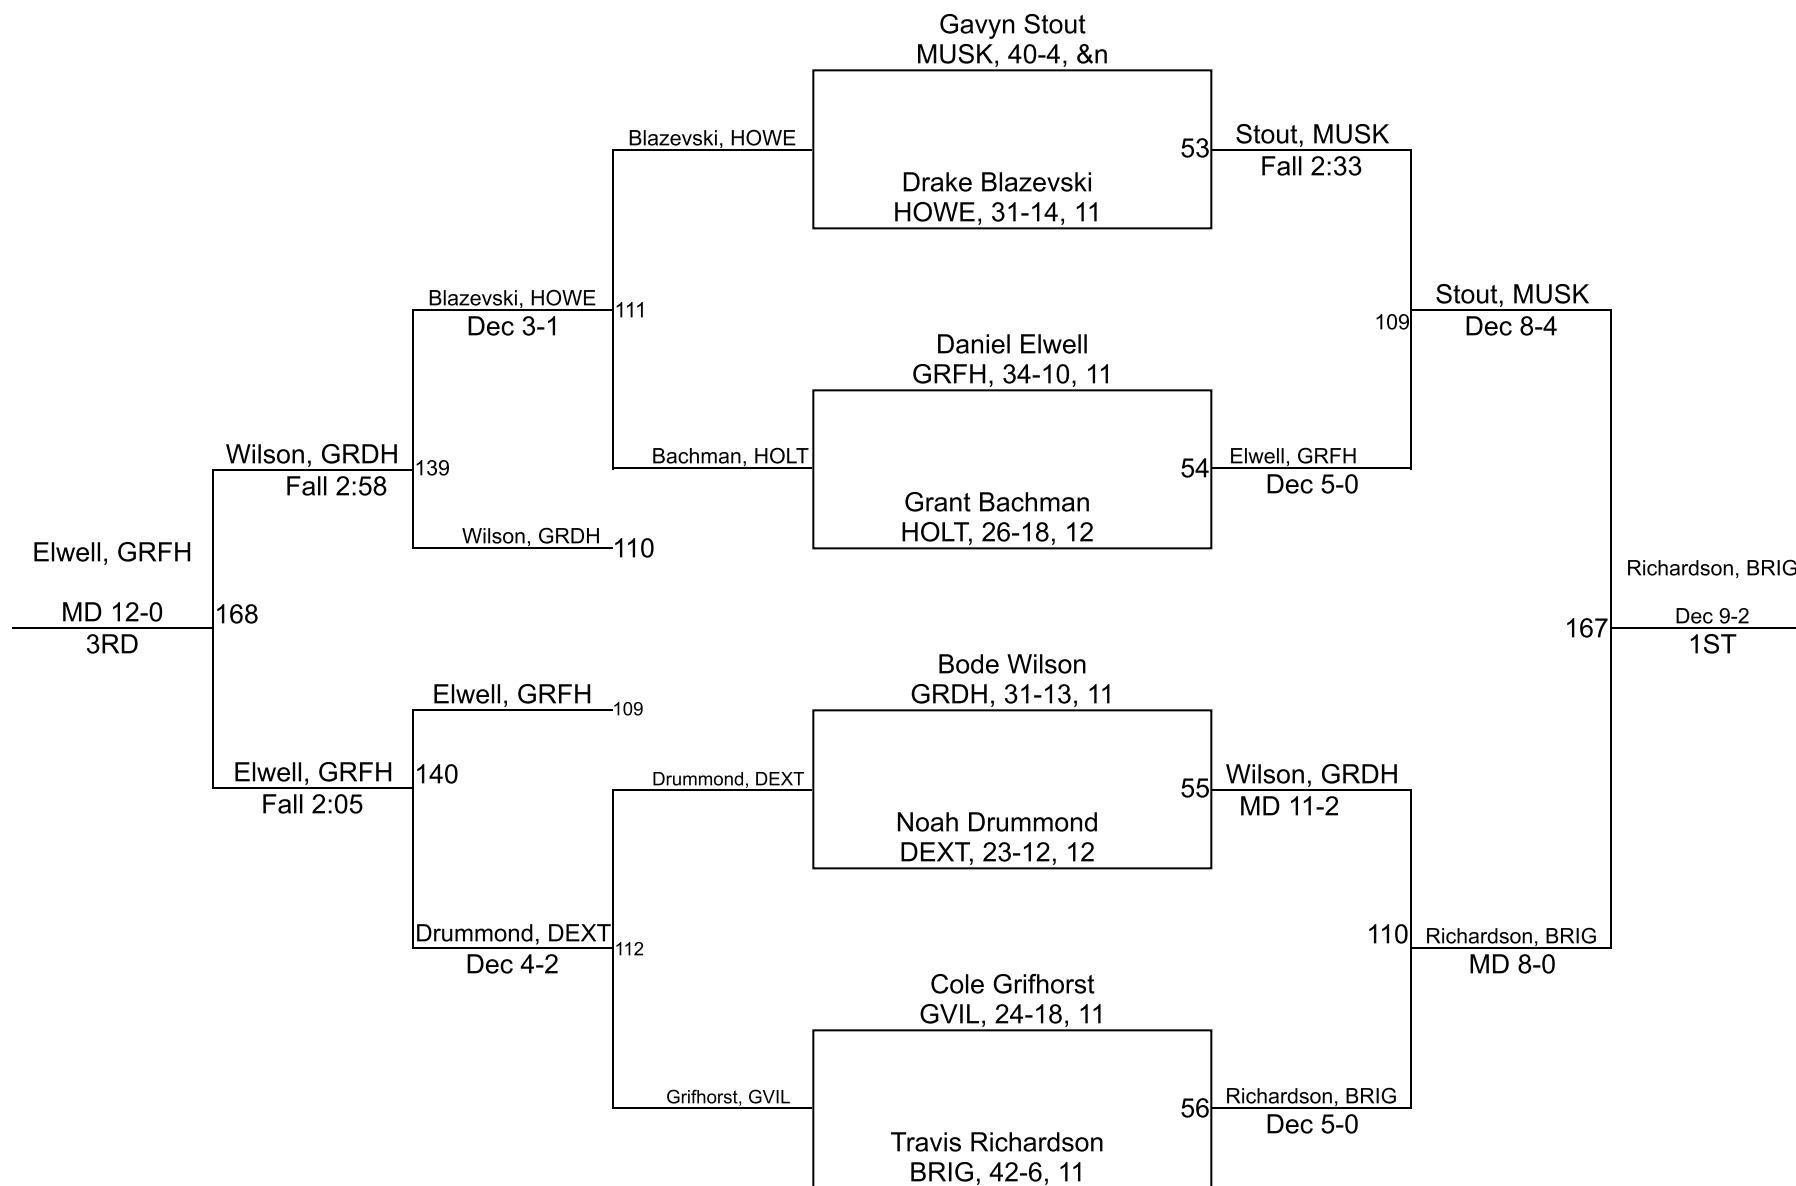 Gavyn Stout
MUSK, 40-4, &n
Blazevski, HOWE
53
Stout, MUSK
Fall 2:33
Drake Blazevski
HOWE, 31-14, 11
Blazevski, HOWE
Dec 3-1
111
109
Stout, MUSK
Dec 8-4
Daniel Elwell
GRFH, 34-10, 11
Wilson, GRDH
Fall 2:58
139
Bachman, HOLT
54
Elwell, GRFH
Dec 5-0
Grant Bachman
HOLT, 26-18, 12
Wilson, GRDH
110
Elwell, GRFH
MD 12-0
3RD
168
167
Richardson, BRIG
Dec 9-2
1ST
Bode Wilson
GRDH, 31-13, 11
Elwell, GRFH
109
Elwell, GRFH
Fall 2:05
140
Drummond, DEXT
55
Wilson, GRDH
MD 11-2
Noah Drummond
DEXT, 23-12, 12
Drummond, DEXT
Dec 4-2
112
110
Richardson, BRIG
MD 8-0
Cole Grifhorst
GVIL, 24-18, 11
Grifhorst, GVIL
56
Richardson, BRIG
Dec 5-0
Travis Richardson
BRIG, 42-6, 11